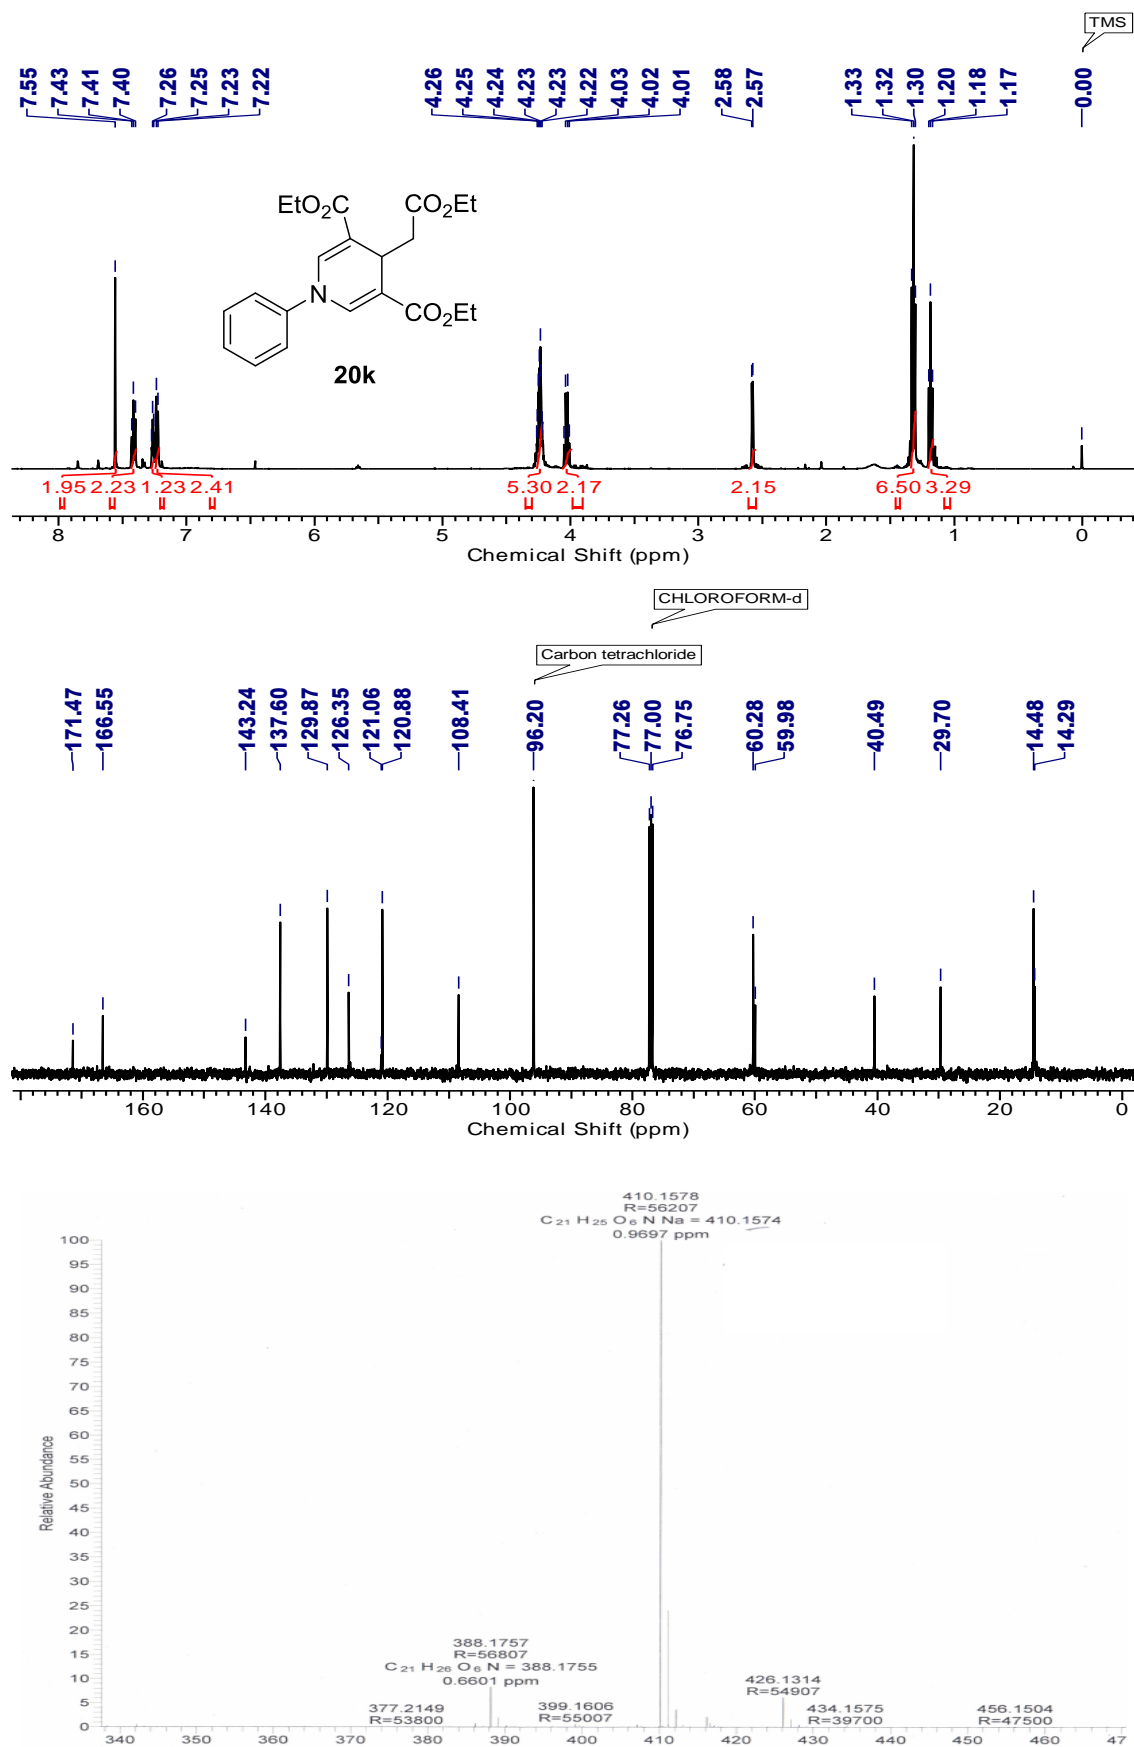 TMS
7.55 7.43 7.41 7.40 7.26 7.25 7.23 7.22 4.26 4.25 4.24 4.23 4.23 4.22 4.03 4.02 4.01 2.58 2.57 1.33 1.32 1.30 1.20 1.18 1.17 0.00
EtO2C CO2Et
N
CO2Et
20k
1.95 2.23 1.23 2.41 5.30 2.17 2.15 6.50 3.29
8 7 6 5 4 3 2 1 0
Chemical Shift (ppm)
CHLOROFORM-d
Carbon tetrachloride
171.47 166.55 143.24 137.60 129.87 126.35 121.06 120.88 108.41 96.20 77.26 77.00 76.75 60.28 59.98 40.49 29.70 14.48 14.29
160 140 120 100 80 60 40 20 0
Chemical Shift (ppm)
410.1578
R=56207
C21 H25 O6 N Na = 410.1574
0.9697 ppm
100
95
90
85
80
75
70
65
60
55
50
45
40
35
30
25
20
15
10
5
0
Relative Abundance
388.1757
R=56807
C21 H26 O6 N = 388.1755
0.6601 ppm
377.2149
R=53800
399.1606
R=55007
426.1314
R=54907
434.1575
R=39700
456.1504
R=47500
340 350 360 370 380 390 400 410 420 430 440 450 460 47